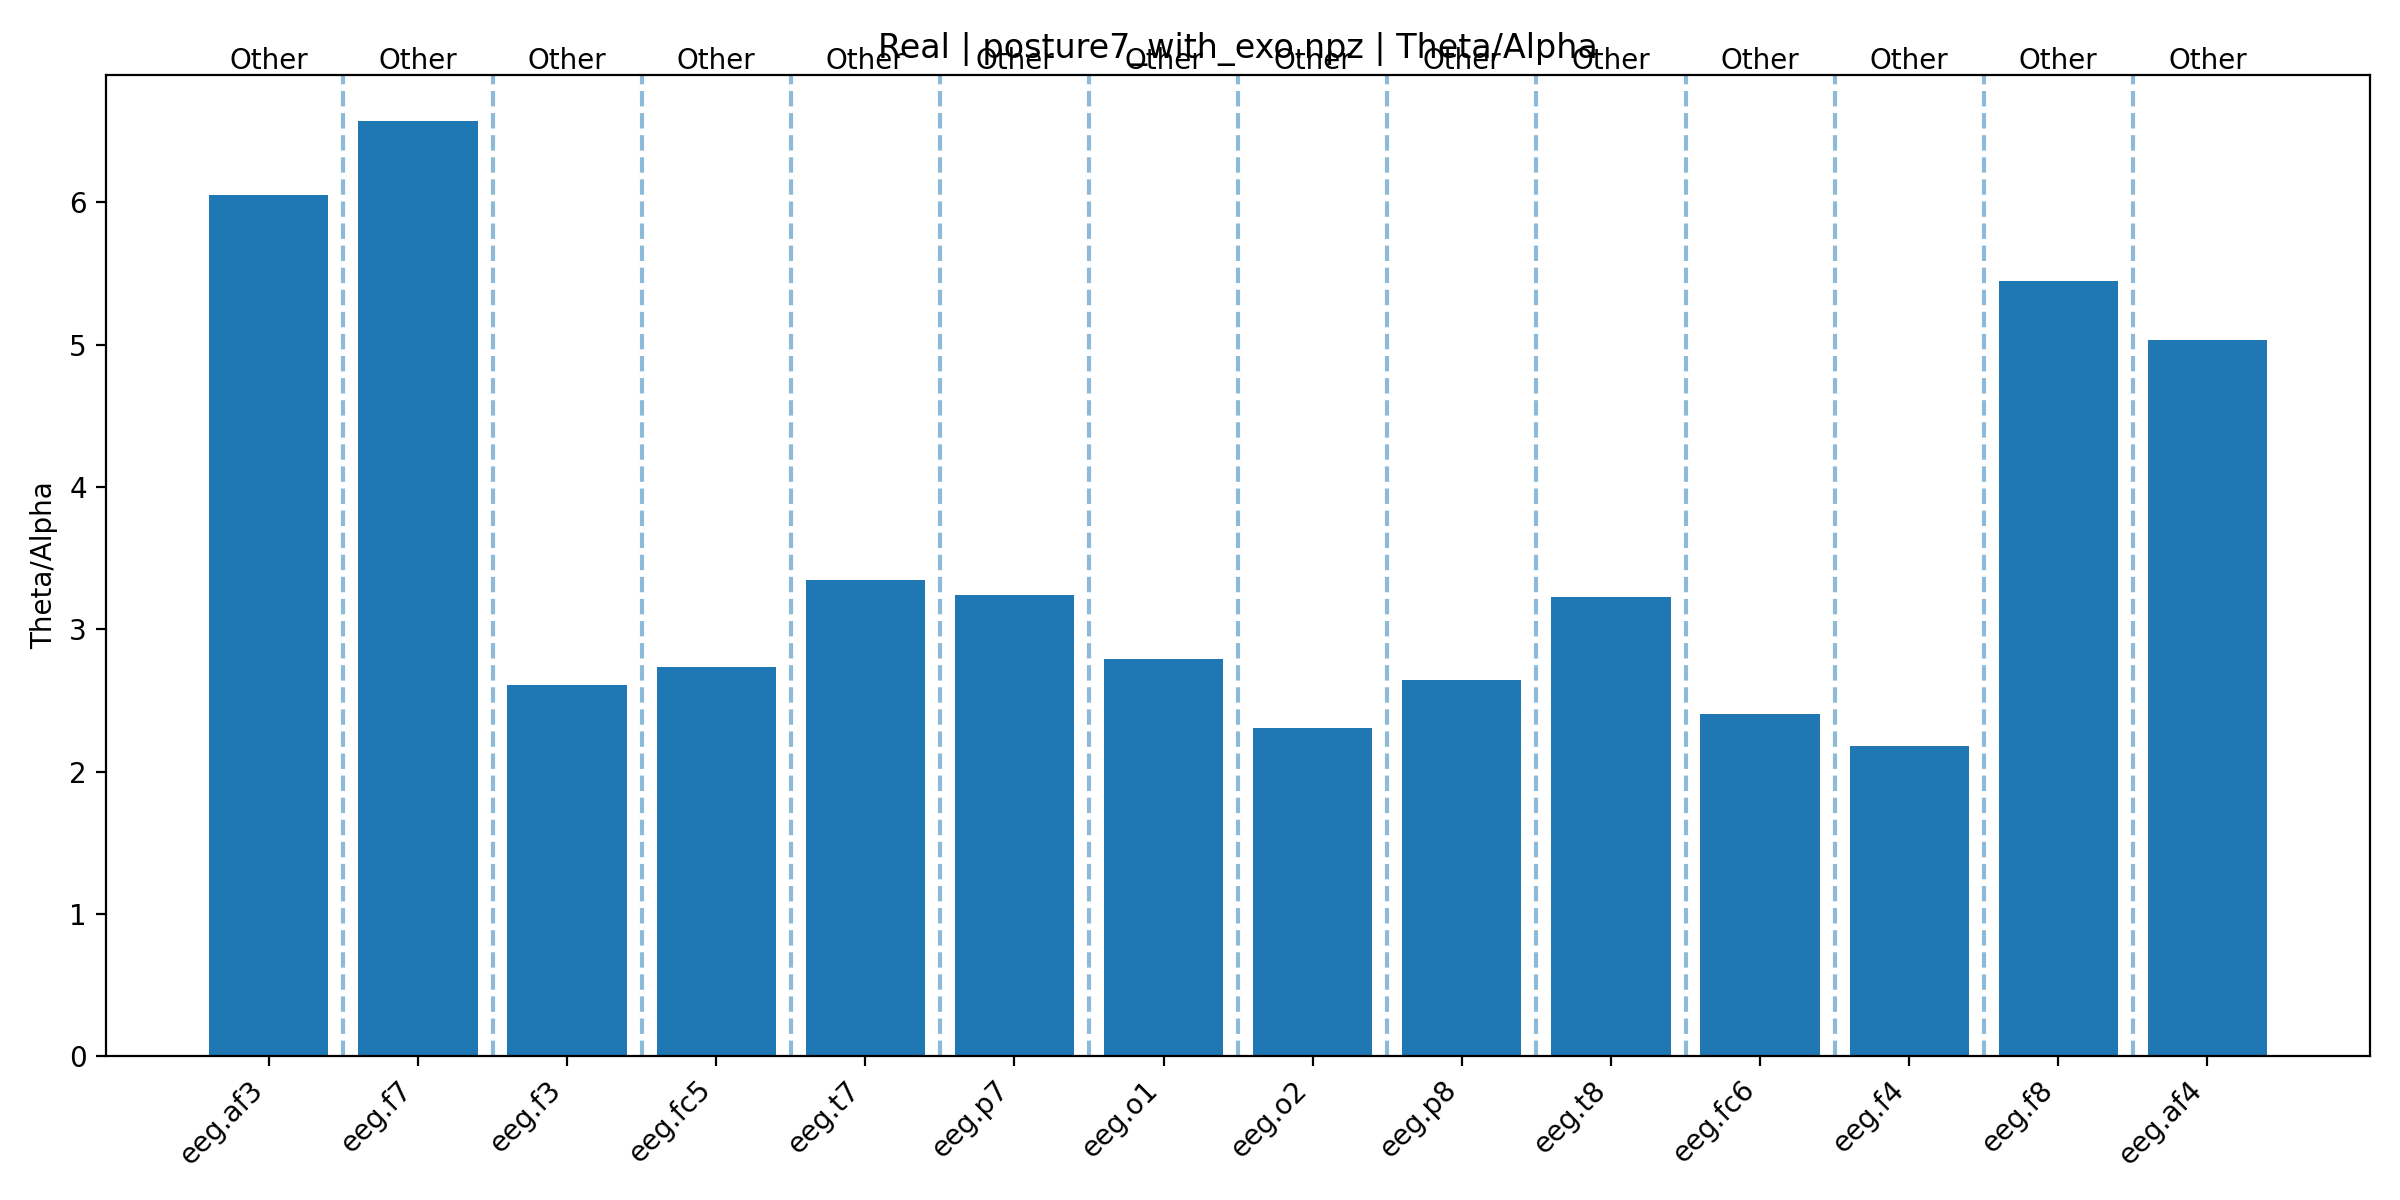 Real | posture7_with_exo.npz | Theta/Alpha
Other Other Other Other Other Other Other Other Other Other Other Other Other Other
Theta/Alpha
6
5
4
3
2
1
0
eeg.af3 eeg.f7 eeg.f3 eeg.fc5 eeg.t7 eeg.p7 eeg.o1 eeg.o2 eeg.p8 eeg.t8 eeg.fc6 eeg.f4 eeg.f8 eeg.af4